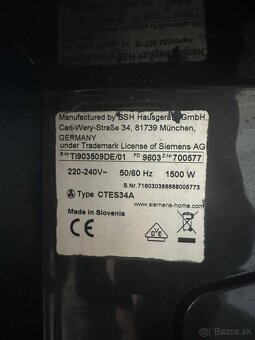 Manufactured by BSH Hausgeräte GmbH,
Carl-Wery-Straße 34, 81739 München,
GERMANY
under Trademark License of Siemens AG
E-Nr TI903509DE/01 FD 9603 Z-Nr 700577
220-240V~ 50/60 Hz 1500 W
S.Nr. 716030366668005773
Type CTES34A
www.siemens-home.com
Made in Slovenia
VDE
bazos.sk